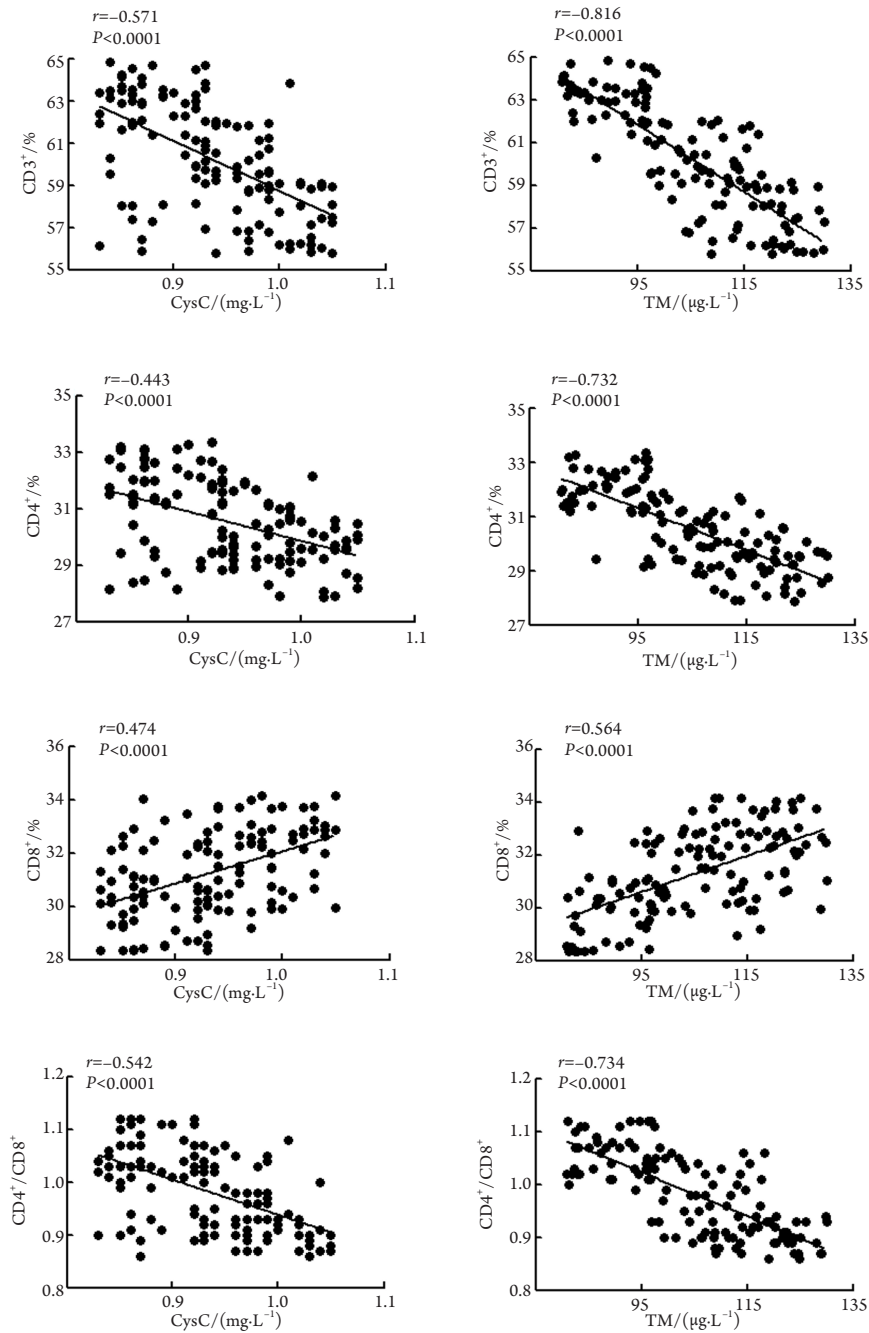 r=–0.571
P<0.0001
65
63
61
59
57
55
CD3⁺/%
0.9
1.0
1.1
CysC/(mg·L⁻¹)
r=–0.816
P<0.0001
65
63
61
59
57
55
CD3⁺/%
95
115
135
TM/(μg·L⁻¹)
r=–0.443
P<0.0001
35
33
31
29
27
CD4⁺/%
0.9
1.0
1.1
CysC/(mg·L⁻¹)
r=–0.732
P<0.0001
35
33
31
29
27
CD4⁺/%
95
115
135
TM/(μg·L⁻¹)
r=0.474
P<0.0001
36
34
32
30
28
CD8⁺/%
0.9
1.0
1.1
CysC/(mg·L⁻¹)
r=0.564
P<0.0001
36
34
32
30
28
CD8⁺/%
95
115
135
TM/(μg·L⁻¹)
r=–0.542
P<0.0001
1.2
1.1
1.0
0.9
0.8
CD4⁺/CD8⁺
0.9
1.0
1.1
CysC/(mg·L⁻¹)
r=–0.734
P<0.0001
1.2
1.1
1.0
0.9
0.8
CD4⁺/CD8⁺
95
115
135
TM/(μg·L⁻¹)